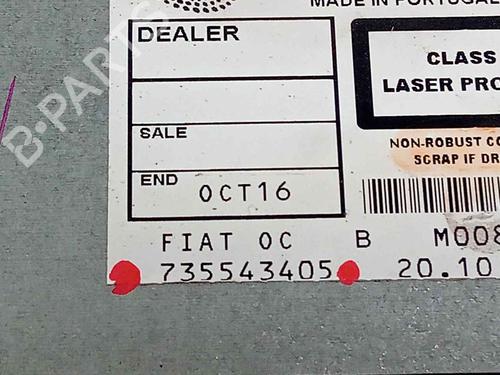 MADE IN PORTUGAL
DEALER
CLASS
LASER PRO
SALE
NON-ROBUST CO
SCRAP IF DR
END
OCT16
FIAT OC B M008
735543405 20.10
B-PARTS